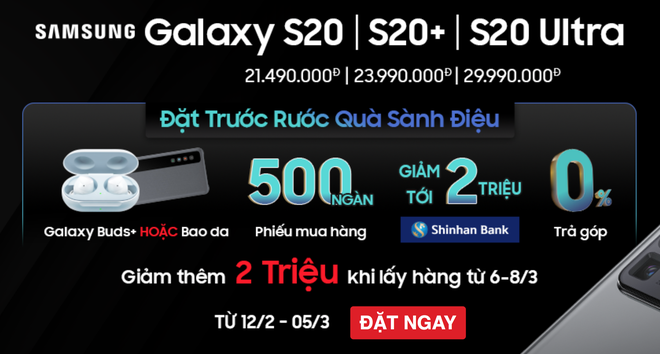 SAMSUNG Galaxy S20 | S20+ | S20 Ultra
21.490.000Đ | 23.990.000Đ | 29.990.000Đ
Đặt Trước Rước Quà Sành Điệu
500 NGÀN
GIẢM TỚI 2 TRIỆU
0%
Galaxy Buds+ HOẶC Bao da
Phiếu mua hàng
Shinhan Bank
Trả góp
Giảm thêm 2 Triệu khi lấy hàng từ 6-8/3
TỪ 12/2 - 05/3
ĐẶT NGAY